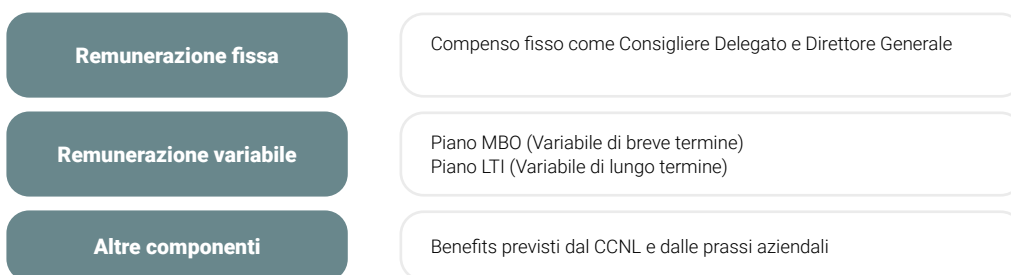 Remunerazione fissa
Compenso fisso come Consigliere Delegato e Direttore Generale
Remunerazione variabile
Piano MBO (Variabile di breve termine)
Piano LTI (Variabile di lungo termine)
Altre componenti
Benefits previsti dal CCNL e dalle prassi aziendali